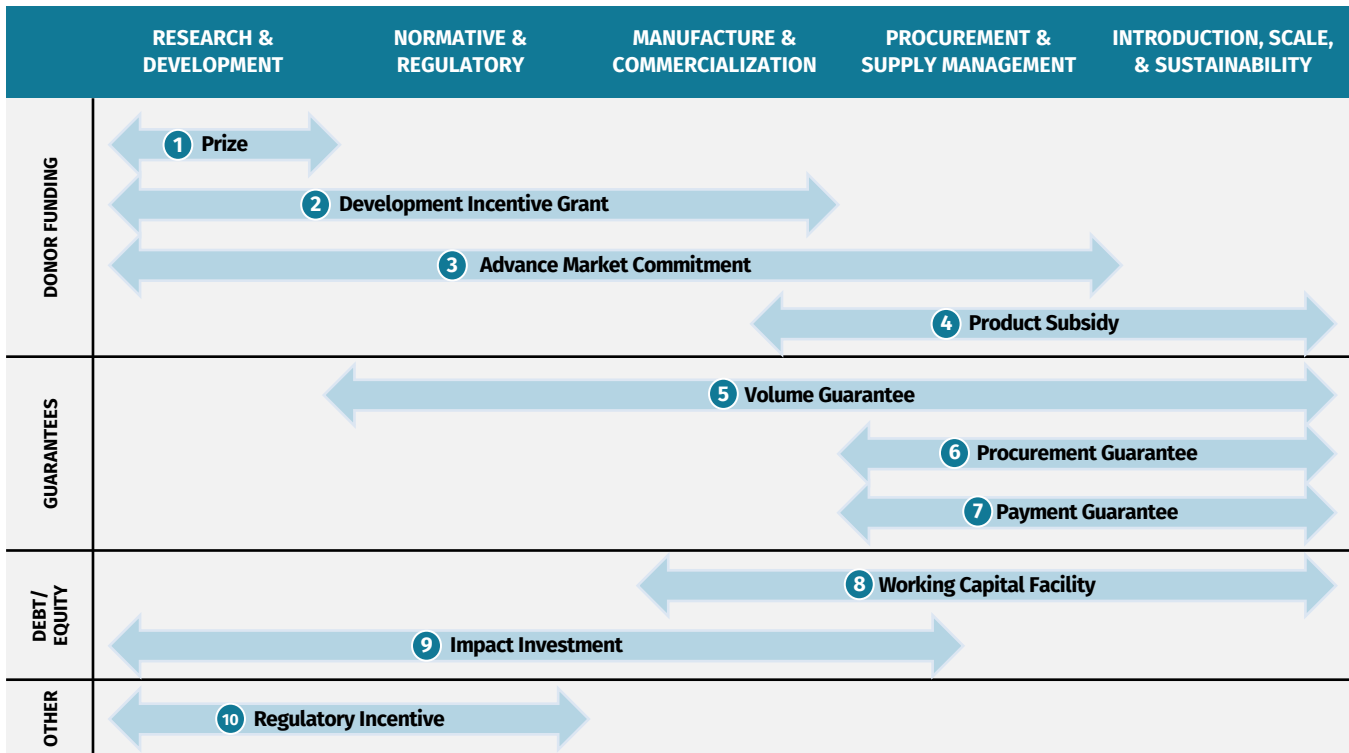 RESEARCH &
DEVELOPMENT
NORMATIVE &
REGULATORY
MANUFACTURE &
COMMERCIALIZATION
PROCUREMENT &
SUPPLY MANAGEMENT
INTRODUCTION, SCALE,
& SUSTAINABILITY
DONOR FUNDING
1 Prize
2 Development Incentive Grant
3 Advance Market Commitment
4 Product Subsidy
GUARANTEES
5 Volume Guarantee
6 Procurement Guarantee
7 Payment Guarantee
DEBT/
EQUITY
8 Working Capital Facility
9 Impact Investment
OTHER
10 Regulatory Incentive